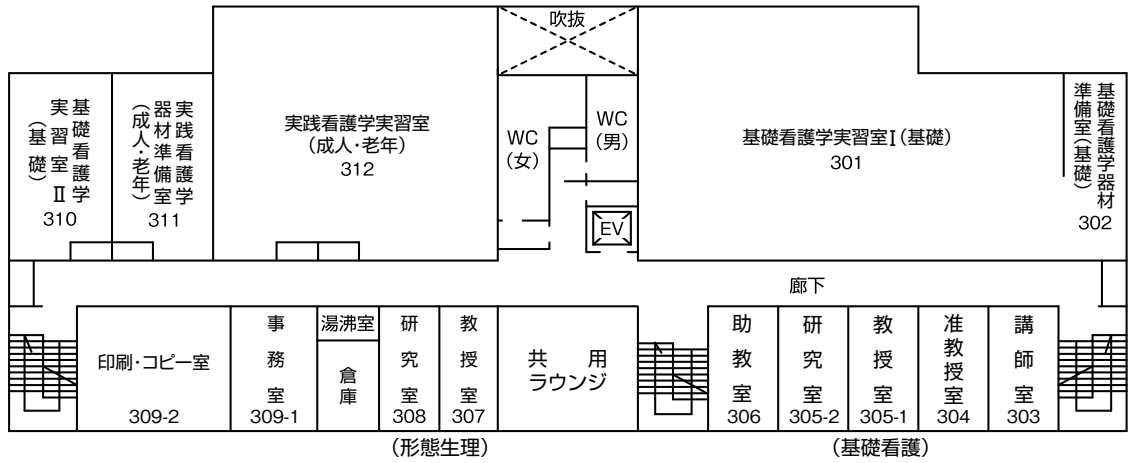 吹抜
基礎看護学
実習室Ⅱ
（基礎）
310
実践看護学
器材準備室
（成人・老年）
311
実践看護学実習室
（成人・老年）
312
WC
（女）
WC
（男）
EV
基礎看護学実習室Ⅰ（基礎）
301
基礎看護学器材
準備室（基礎）
302
廊下
印刷・コピー室
309-2
事務室
309-1
湯沸室
倉庫
研究室
308
教授室
307
共用
ラウンジ
助教室
306
研究室
305-2
教授室
305-1
准教授室
304
講師室
303
（形態生理）
（基礎看護）